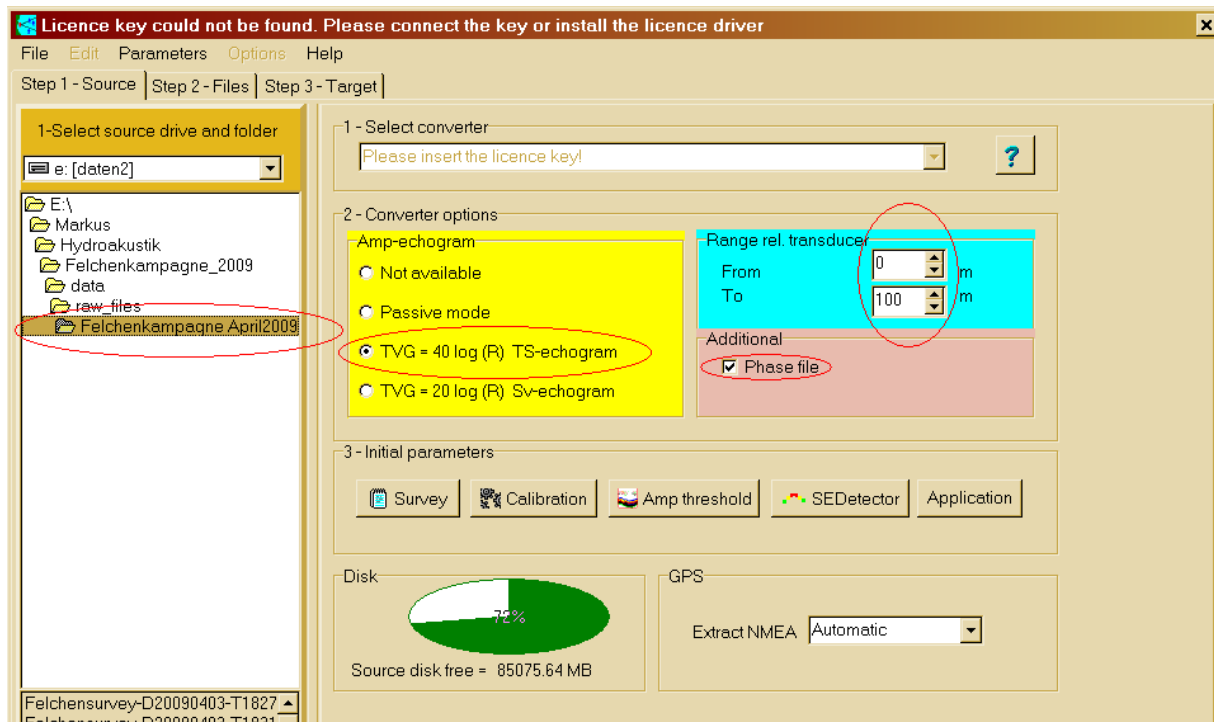 Licence key could not be found. Please connect the key or install the licence driver
File Edit Parameters Options Help
Step 1 - Source Step 2 - Files Step 3 - Target
1-Select source drive and folder
e: [daten2]
E:\
Markus
Hydroakustik
Felchenkampagne_2009
data
raw_files
Felchenkampagne April2009
Felchensurvey-D20090403-T1827
Felchensurvey-D20090403-T1831
1 - Select converter
Please insert the licence key!
?
2 - Converter options
Amp-echogram
Not available
Passive mode
TVG = 40 log (R) TS-echogram
TVG = 20 log (R) Sv-echogram
Range rel. transducer
From 0 m
To 100 m
Additional
Phase file
3 - Initial parameters
Survey Calibration Amp threshold SEDetector Application
Disk
72%
Source disk free = 85075.64 MB
GPS
Extract NMEA Automatic